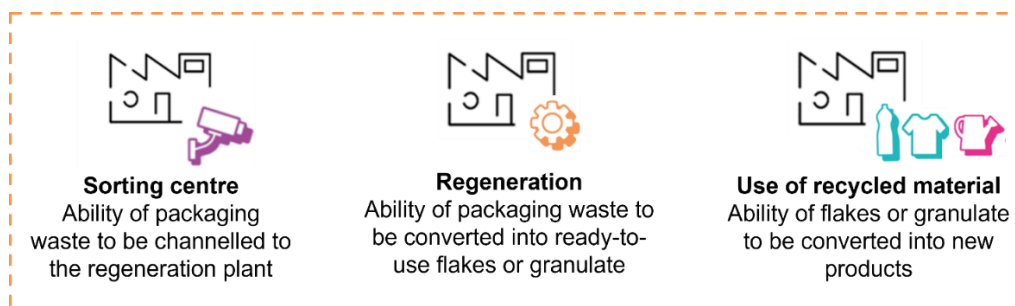 Sorting centre
Ability of packaging
waste to be channelled to
the regeneration plant
Regeneration
Ability of packaging waste to
be converted into ready-to-
use flakes or granulate
Use of recycled material
Ability of flakes or granulate
to be converted into new
products